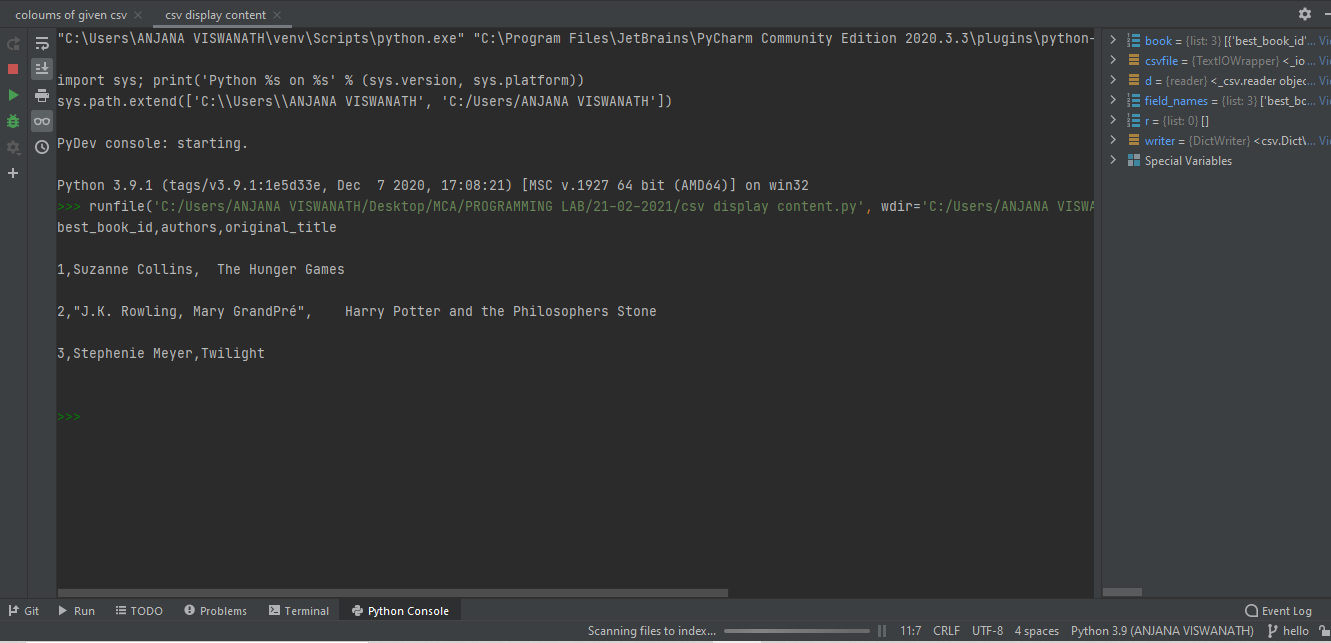 coloums of given csv
csv display content
"C:\Users\ANJANA VISWANATH\venv\Scripts\python.exe" "C:\Program Files\JetBrains\PyCharm Community Edition 2020.3.3\plugins\python-
import sys; print('Python %s on %s' % (sys.version, sys.platform))
sys.path.extend(['C:\\Users\\ANJANA VISWANATH', 'C:/Users/ANJANA VISWANATH'])
PyDev console: starting.
Python 3.9.1 (tags/v3.9.1:1e5d33e, Dec  7 2020, 17:08:21) [MSC v.1927 64 bit (AMD64)] on win32
>>> runfile('C:/Users/ANJANA VISWANATH/Desktop/MCA/PROGRAMMING LAB/21-02-2021/csv display content.py', wdir='C:/Users/ANJANA VISWA
best_book_id,authors,original_title
1,Suzanne Collins,  The Hunger Games
2,"J.K. Rowling, Mary GrandPré",    Harry Potter and the Philosophers Stone
3,Stephenie Meyer,Twilight
>>>
book = {list: 3} [{'best_book_id'... Vi
csvfile = {TextIOWrapper} <_io... Vi
d = {reader} <_csv.reader objec... Vi
field_names = {list: 3} ['best_bc... Vi
r = {list: 0} []
writer = {DictWriter} <csv.Dict\... Vi
Special Variables
Git
Run
TODO
Problems
Terminal
Python Console
Event Log
Scanning files to index...
11:7
CRLF
UTF-8
4 spaces
Python 3.9 (ANJANA VISWANATH)
hello